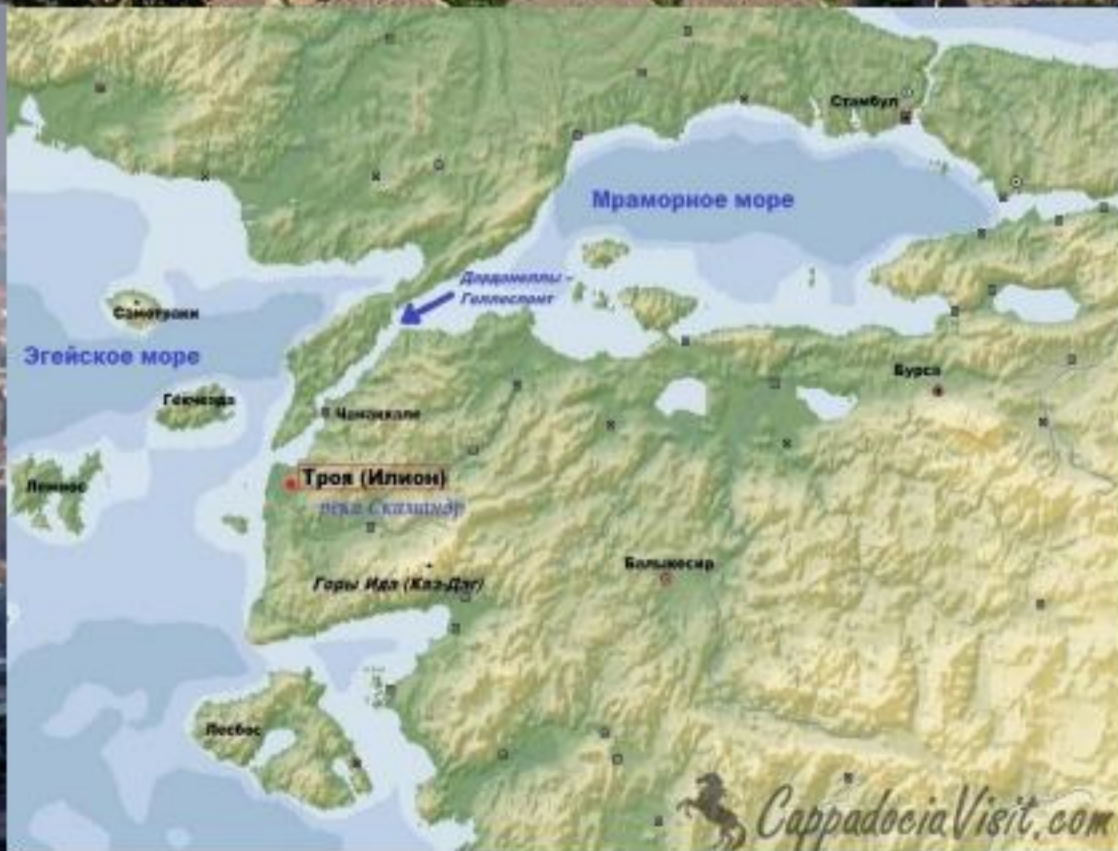 Стамбул
Мраморное море
Дарданеллы -
Геллеспонт
Самотраки
Эгейское море
Гёкчеада
Бурса
Чанаккале
Лемнос
Троя (Илион)
река Скамандр
Балыкесир
Горы Ида (Каз-Даг)
Лесбос
CappadociaVisit.com